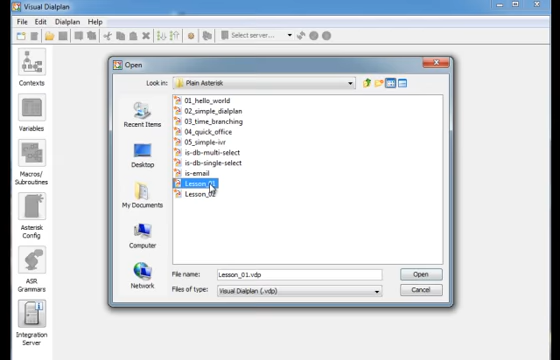 Visual Dialplan
File Edit Dialplan Help
Select server...
Contexts
Variables
Macros/
Subroutines
Asterisk
Config
ASR
Grammars
Integration
Server
Open
Look in: Plain Asterisk
Recent Items
Desktop
My Documents
Computer
Network
01_hello_world
02_simple_dialplan
03_time_branching
04_quick_office
05_simple-ivr
is-db-multi-select
is-db-single-select
is-email
Lesson_01
Lesson_02
File name: Lesson_01.vdp Open
Files of type: Visual Dialplan (.vdp) Cancel